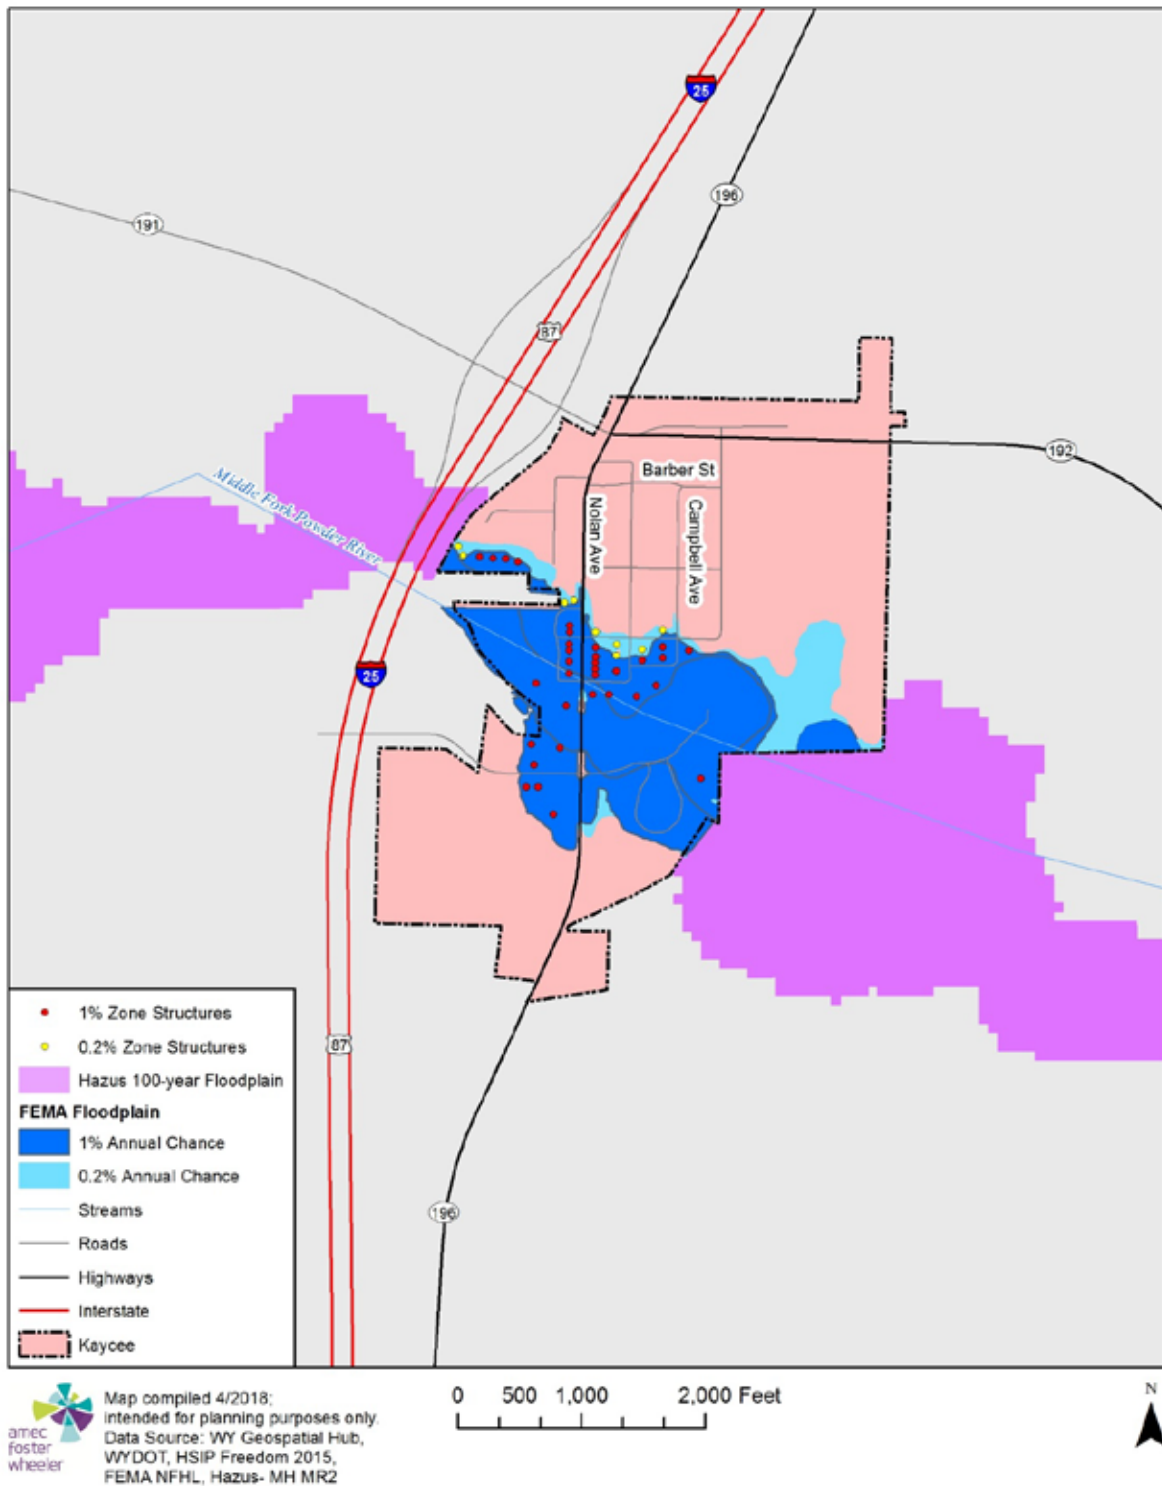 25
196
191
87
192
Barber St
Middle Fork Powder River
Nolan Ave
Campbell Ave
25
1% Zone Structures
0.2% Zone Structures
87
Hazus 100-year Floodplain
FEMA Floodplain
1% Annual Chance
0.2% Annual Chance
Streams
196
Roads
Highways
Interstate
Kaycee
amec
foster
wheeler
Map compiled 4/2018;
intended for planning purposes only.
Data Source: WY Geospatial Hub,
WYDOT, HSIP Freedom 2015,
FEMA NFHL, Hazus- MH MR2
0 500 1,000 2,000 Feet
N